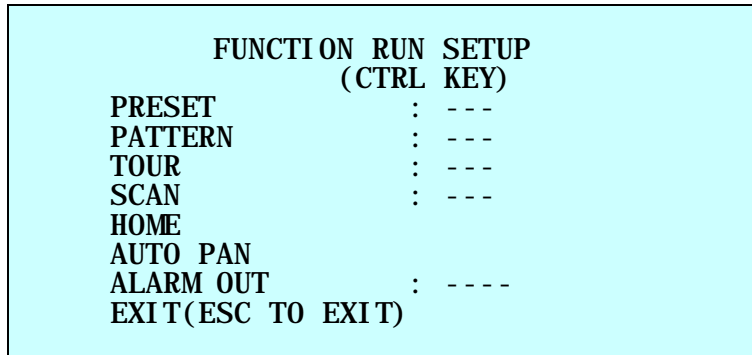 FUNCTION RUN SETUP
(CTRL KEY)
PRESET : ---
PATTERN : ---
TOUR : ---
SCAN : ---
HOME
AUTO PAN
ALARM OUT : ----
EXIT(ESC TO EXIT)